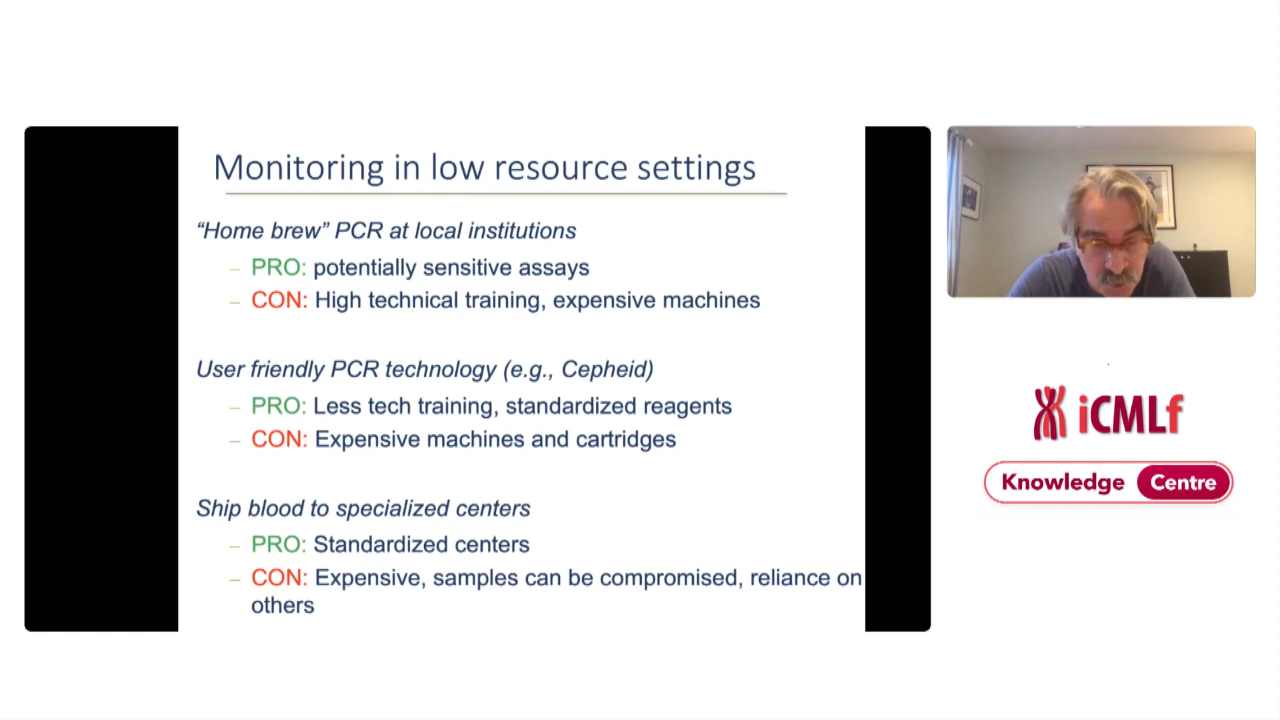 Monitoring in low resource settings
“Home brew” PCR at local institutions
– PRO: potentially sensitive assays
– CON: High technical training, expensive machines
User friendly PCR technology (e.g., Cepheid)
– PRO: Less tech training, standardized reagents
– CON: Expensive machines and cartridges
Ship blood to specialized centers
– PRO: Standardized centers
– CON: Expensive, samples can be compromised, reliance on
others
iCMLf
Knowledge Centre